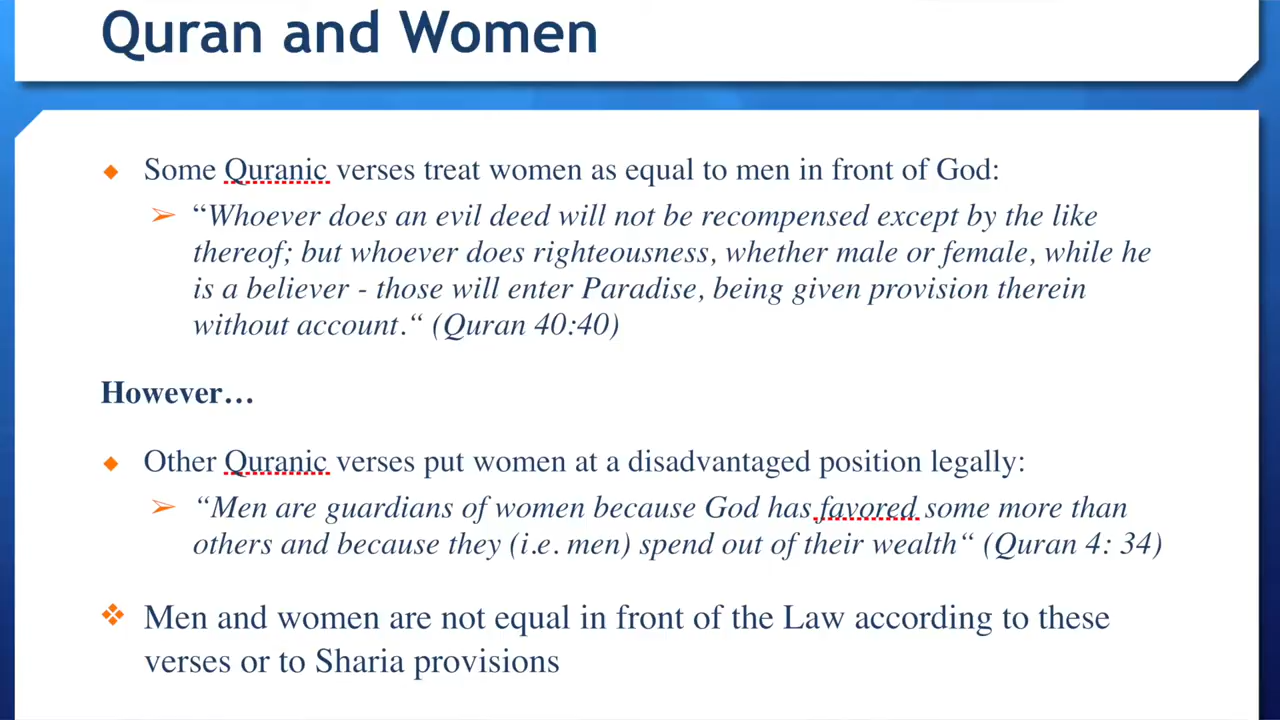 Quran and Women
Some Quranic verses treat women as equal to men in front of God:
“Whoever does an evil deed will not be recompensed except by the like
thereof; but whoever does righteousness, whether male or female, while he
is a believer - those will enter Paradise, being given provision therein
without account.“ (Quran 40:40)
However…
Other Quranic verses put women at a disadvantaged position legally:
“Men are guardians of women because God has favored some more than
others and because they (i.e. men) spend out of their wealth“ (Quran 4: 34)
Men and women are not equal in front of the Law according to these
verses or to Sharia provisions